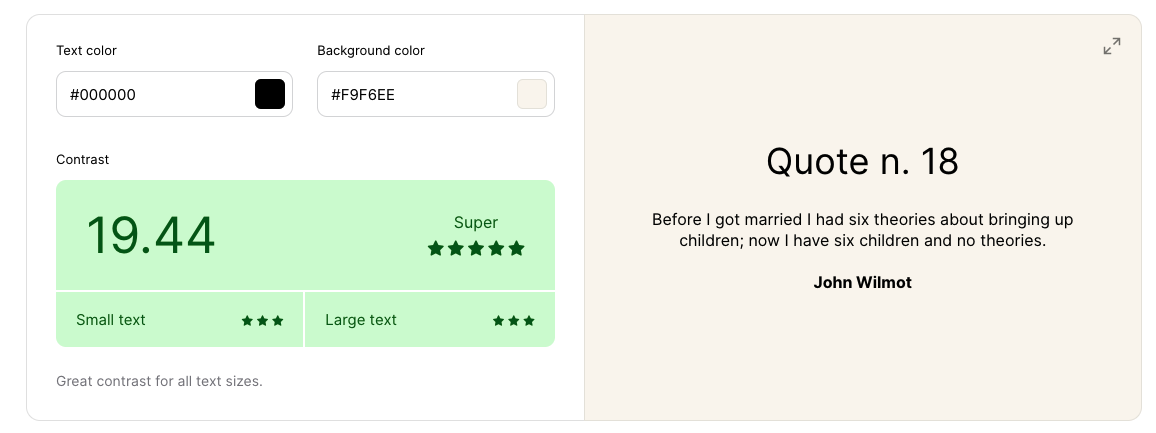 Text color
Background color
#000000
#F9F6EE
Contrast
19.44
Super
Small text
Large text
Great contrast for all text sizes.
Quote n. 18
Before I got married I had six theories about bringing up
children; now I have six children and no theories.
John Wilmot